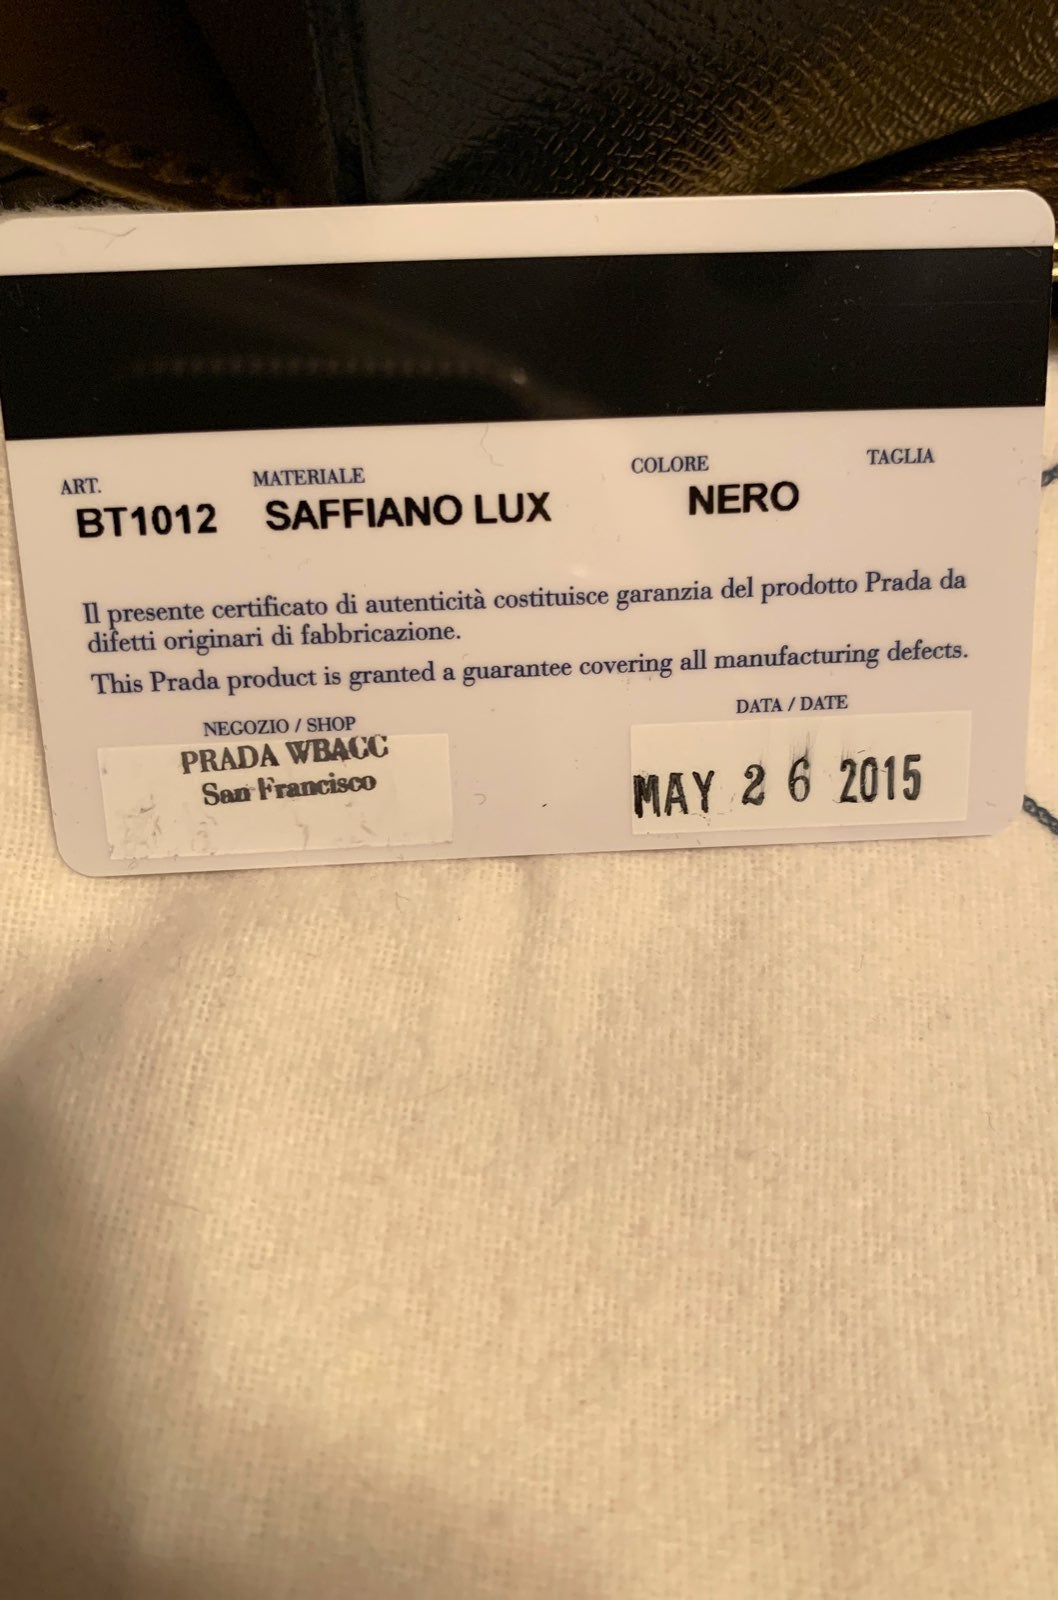 ART. MATERIALE COLORE TAGLIA
BT1012 SAFFIANO LUX NERO
Il presente certificato di autenticità costituisce garanzia del prodotto Prada da
difetti originari di fabbricazione.
This Prada product is granted a guarantee covering all manufacturing defects.
NEGOZIO / SHOP DATA / DATE
PRADA WBACC
San Francisco
MAY 2 6 2015